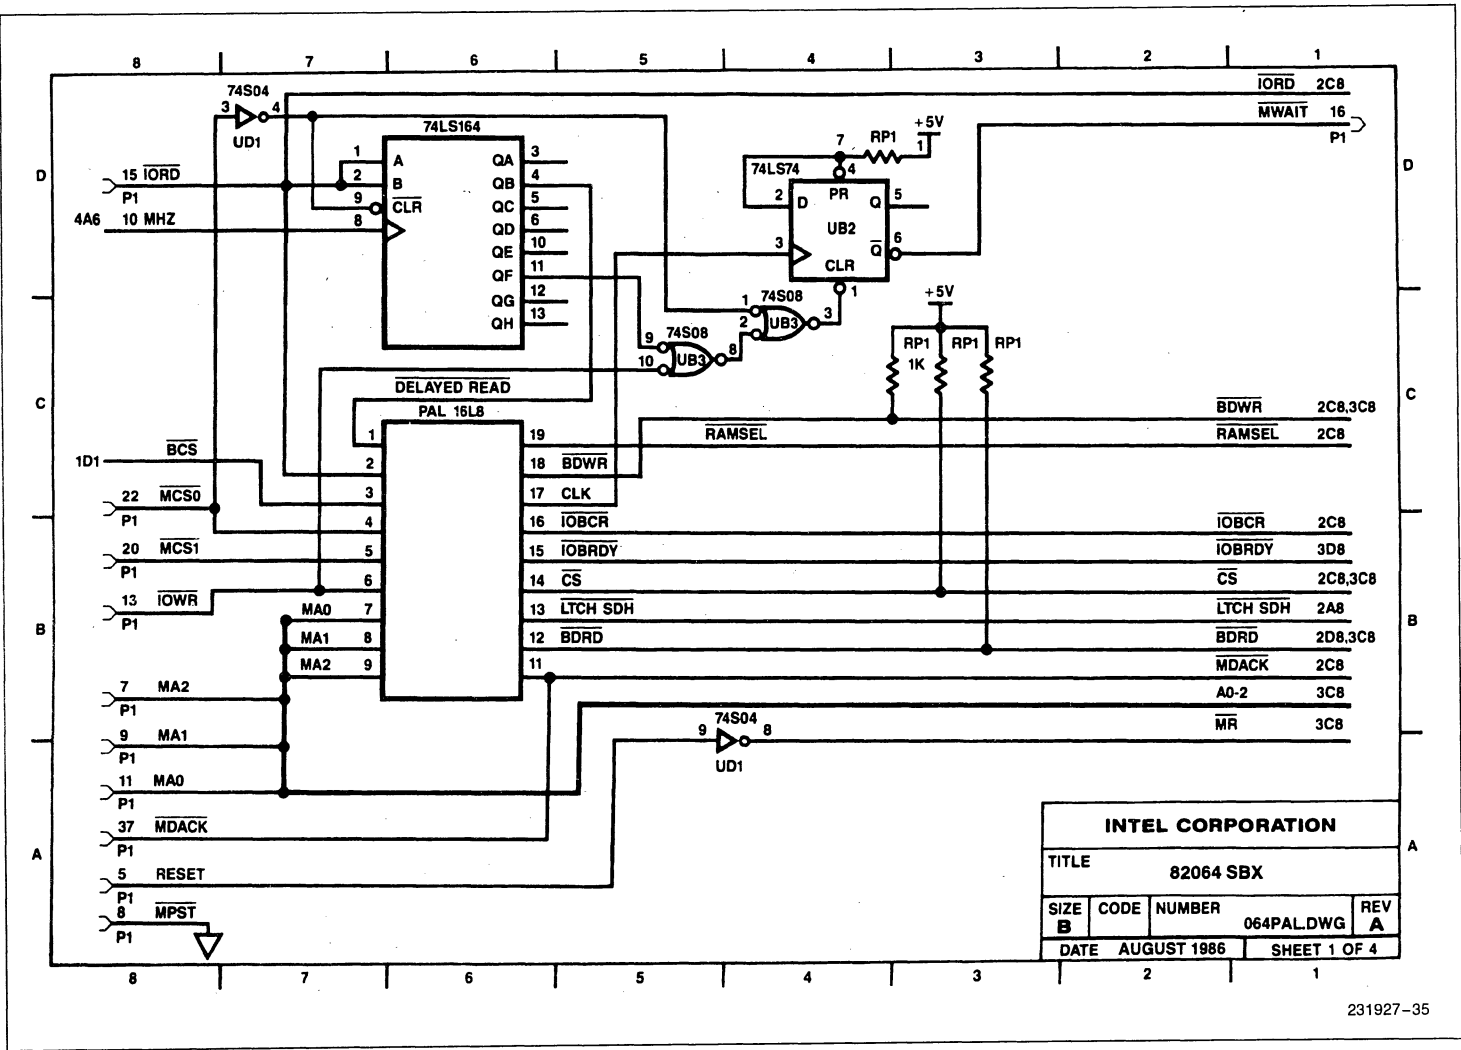 8 7 6 5 4 3 2 1
IORD 2C8
MWAIT 16
P1
74S04
3 4
UD1
74LS164
1 A QA 3
2 B QB 4
9 CLR QC 5
8 QD 6
QE 10
QF 11
QG 12
QH 13
D
15 IORD
P1
4A6 10 MHZ
+5V
7 RP1 1
74LS74
4
PR
2 D Q 5
UB2
3 Q 6
CLR
1
D
74S08
1
2 UB3 3
74S08
9
10 UB3 8
+5V
RP1 RP1 RP1
1K
DELAYED READ
PAL 16L8
C
C
BDWR 2C8,3C8
1 19 RAMSEL RAMSEL 2C8
1D1 BCS 2 18 BDWR
22 MCS0 3 17 CLK
P1
4 16 IOBCR IOBCR 2C8
20 MCS1 5 15 IOBRDY IOBRDY 3D8
P1
6 14 CS CS 2C8,3C8
13 IOWR
P1
MA0 7 13 LTCH SDH LTCH SDH 2A8
B
B
MA1 8 12 BDRD BDRD 2D8,3C8
MA2 9 11 MDACK 2C8
7 MA2 A0-2 3C8
P1
74S04
9 8 MR 3C8
UD1
9 MA1
P1
11 MA0
P1
37 MDACK
P1
A
A
5 RESET
P1
8 MPST
P1
INTEL CORPORATION
TITLE
82064 SBX
SIZE CODE NUMBER REV
B 064PAL.DWG A
DATE AUGUST 1986 SHEET 1 OF 4
8 7 6 5 4 3 2 1
231927-35